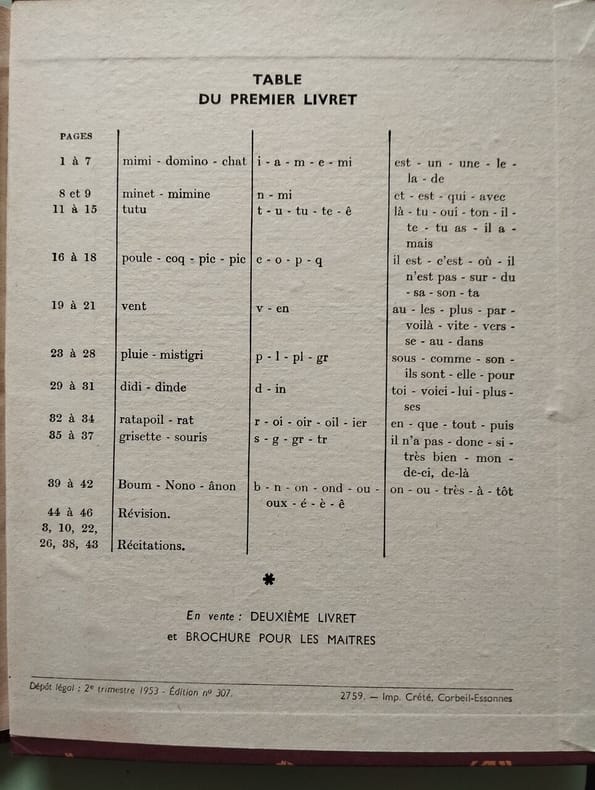 TABLE
DU PREMIER LIVRET
PAGES
1 à 7 mimi - domino - chat i - a - m - e - mi est - un - une - le -
la - de
8 et 9 minet - mimine n - mi et - est - qui - avec
11 à 15 tutu t - u - tu - te - ê là - tu - oui - ton - il -
te - tu as - il a -
mais
16 à 18 poule - coq - pic - pic c - o - p - q il est - c'est - où - il
n'est pas - sur - du
- sa - son - ta
19 à 21 vent v - en au - les - plus - par -
voilà - vite - vers -
se - au - dans
23 à 28 pluie - mistigri p - l - pl - gr sous - comme - son -
ils sont - elle - pour
29 à 31 didi - dinde d - in toi - voici - lui - plus -
ses
32 à 34 ratapoil - rat r - oi - oir - oil - ier en - que - tout - puis
35 à 37 grisette - souris s - g - gr - tr il n'a pas - donc - si -
très bien - mon -
de-ci, de-là
39 à 42 Boum - Nono - ânon b - n - on - ond - ou - on - ou - très - à - tôt
oux - é - è - ê
44 à 46 Révision.
3, 10, 22,
26, 38, 43 Récitations.
En vente : DEUXIÈME LIVRET
et BROCHURE POUR LES MAITRES
Dépôt légal : 2e trimestre 1953 - Édition nº 307.
2759. — Imp. Crété, Corbeil-Essonnes